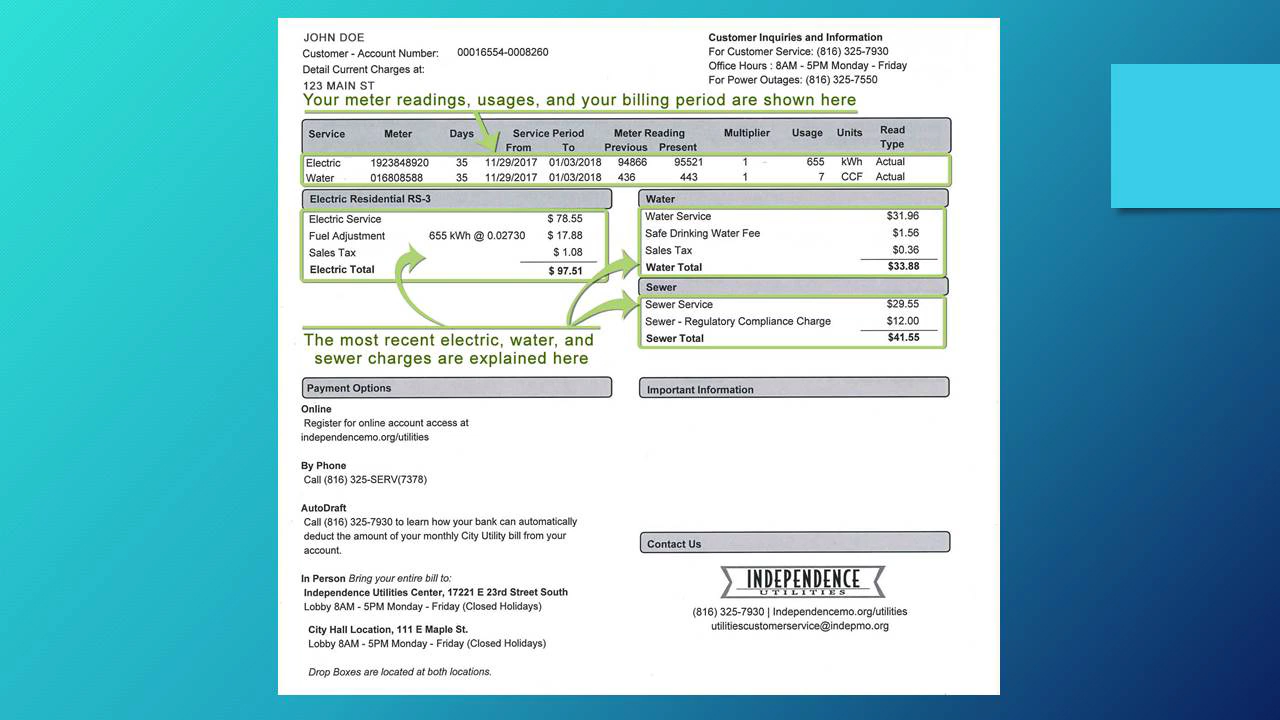 JOHN DOE
Customer - Account Number: 00016554-0008260
Detail Current Charges at:
123 MAIN ST
Customer Inquiries and Information
For Customer Service: (816) 325-7930
Office Hours : 8AM - 5PM Monday - Friday
For Power Outages: (816) 325-7550
Your meter readings, usages, and your billing period are shown here
Service Meter Days Service Period Meter Reading Multiplier Usage Units Read Type
From To Previous Present
Electric 1923848920 35 11/29/2017 01/03/2018 94866 95521 1 655 kWh Actual
Water 016808588 35 11/29/2017 01/03/2018 436 443 1 7 CCF Actual
Electric Residential RS-3
Electric Service $ 78.55
Fuel Adjustment 655 kWh @ 0.02730 $ 17.88
Sales Tax $ 1.08
Electric Total $ 97.51
Water
Water Service $31.96
Safe Drinking Water Fee $1.56
Sales Tax $0.36
Water Total $33.88
Sewer
Sewer Service $29.55
Sewer - Regulatory Compliance Charge $12.00
Sewer Total $41.55
The most recent electric, water, and
sewer charges are explained here
Payment Options
Online
Register for online account access at
independencemo.org/utilities
By Phone
Call (816) 325-SERV(7378)
AutoDraft
Call (816) 325-7930 to learn how your bank can automatically
deduct the amount of your monthly City Utility bill from your
account.
In Person Bring your entire bill to:
Independence Utilities Center, 17221 E 23rd Street South
Lobby 8AM - 5PM Monday - Friday (Closed Holidays)
City Hall Location, 111 E Maple St.
Lobby 8AM - 5PM Monday - Friday (Closed Holidays)
Drop Boxes are located at both locations.
Important Information
Contact Us
INDEPENDENCE
UTILITIES
(816) 325-7930 | Independencemo.org/utilities
utilitiescustomerservice@indepmo.org